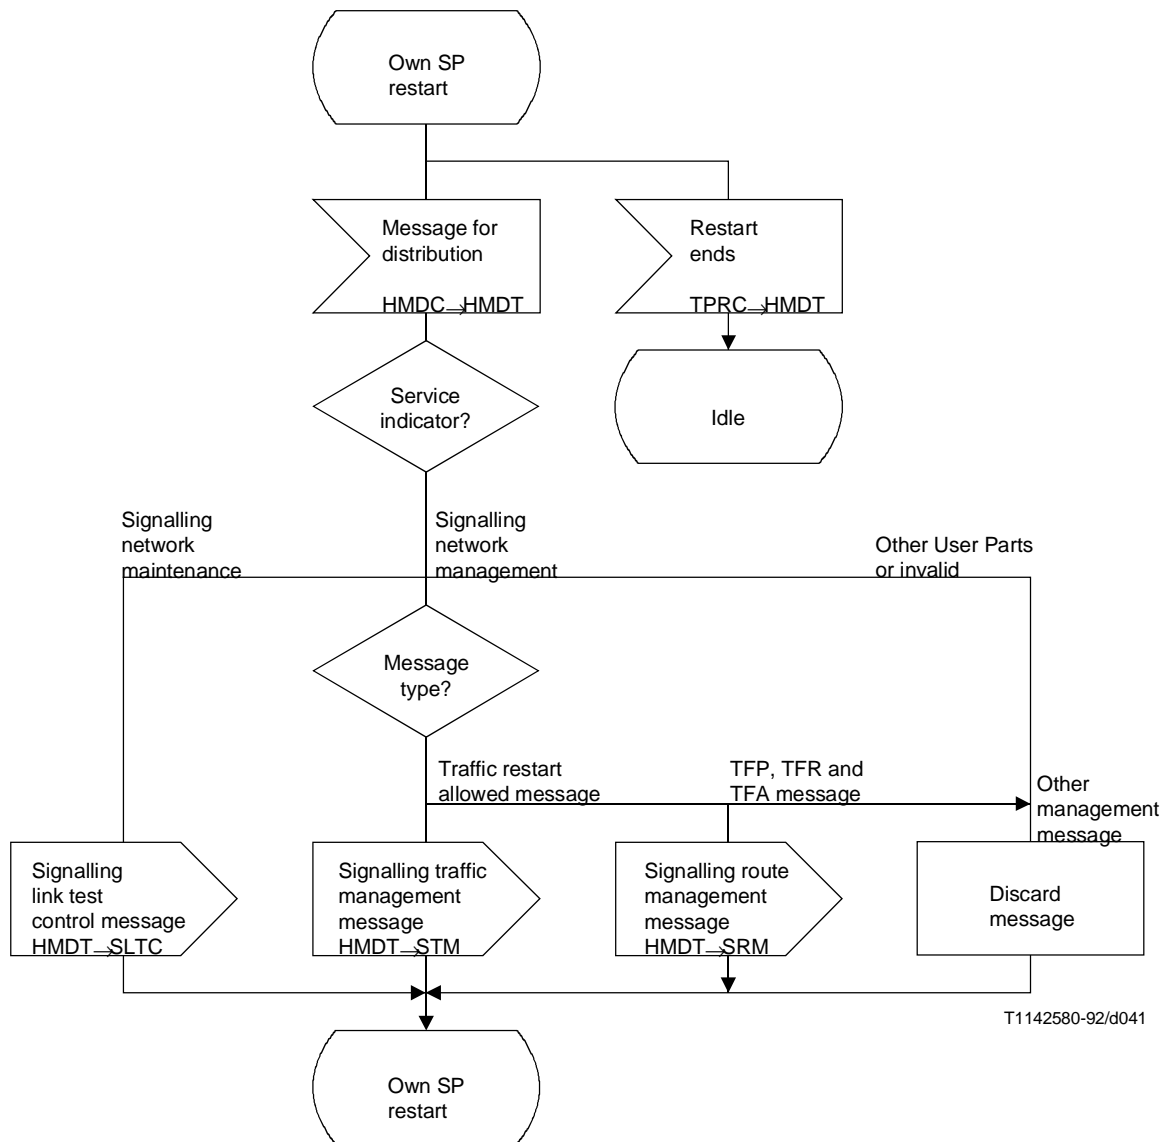 Own SP
restart
Message for
distribution
HMDC→HMDT
Restart
ends
TPRC→HMDT
Service
indicator?
Idle
Signalling
network
maintenance
Signalling
network
management
Other User Parts
or invalid
Message
type?
Traffic restart
allowed message
TFP, TFR and
TFA message
Other
management
message
Signalling
link test
control message
HMDT→SLTC
Signalling traffic
management
message
HMDT→STM
Signalling route
management
message
HMDT→SRM
Discard
message
T1142580-92/d041
Own SP
restart